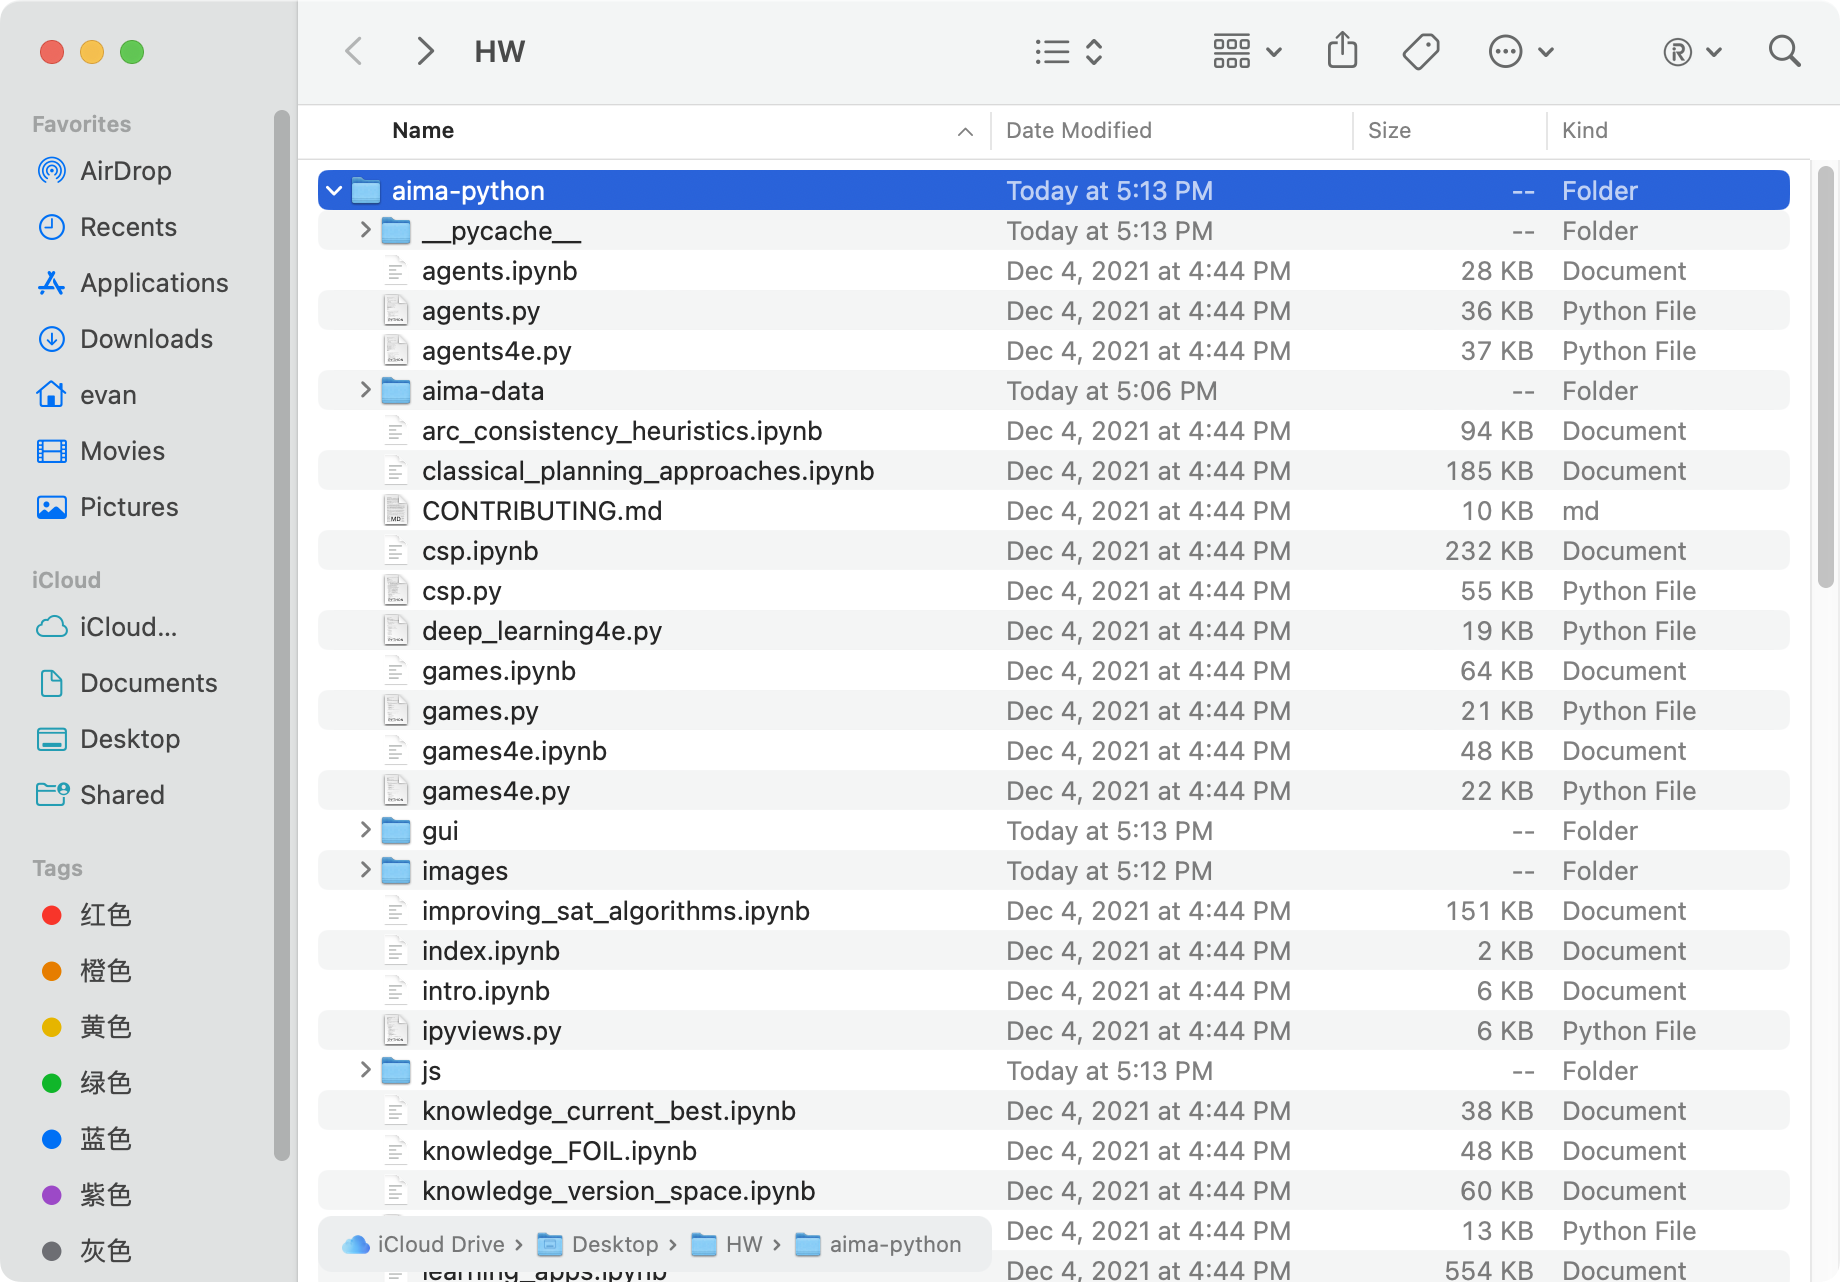 HW
Favorites
AirDrop
Recents
Applications
Downloads
evan
Movies
Pictures
iCloud
iCloud...
Documents
Desktop
Shared
Tags
红色
橙色
黄色
绿色
蓝色
紫色
灰色
Name Date Modified Size Kind
aima-python Today at 5:13 PM -- Folder
__pycache__ Today at 5:13 PM -- Folder
agents.ipynb Dec 4, 2021 at 4:44 PM 28 KB Document
agents.py Dec 4, 2021 at 4:44 PM 36 KB Python File
agents4e.py Dec 4, 2021 at 4:44 PM 37 KB Python File
aima-data Today at 5:06 PM -- Folder
arc_consistency_heuristics.ipynb Dec 4, 2021 at 4:44 PM 94 KB Document
classical_planning_approaches.ipynb Dec 4, 2021 at 4:44 PM 185 KB Document
CONTRIBUTING.md Dec 4, 2021 at 4:44 PM 10 KB md
csp.ipynb Dec 4, 2021 at 4:44 PM 232 KB Document
csp.py Dec 4, 2021 at 4:44 PM 55 KB Python File
deep_learning4e.py Dec 4, 2021 at 4:44 PM 19 KB Python File
games.ipynb Dec 4, 2021 at 4:44 PM 64 KB Document
games.py Dec 4, 2021 at 4:44 PM 21 KB Python File
games4e.ipynb Dec 4, 2021 at 4:44 PM 48 KB Document
games4e.py Dec 4, 2021 at 4:44 PM 22 KB Python File
gui Today at 5:13 PM -- Folder
images Today at 5:12 PM -- Folder
improving_sat_algorithms.ipynb Dec 4, 2021 at 4:44 PM 151 KB Document
index.ipynb Dec 4, 2021 at 4:44 PM 2 KB Document
intro.ipynb Dec 4, 2021 at 4:44 PM 6 KB Document
ipyviews.py Dec 4, 2021 at 4:44 PM 6 KB Python File
js Today at 5:13 PM -- Folder
knowledge_current_best.ipynb Dec 4, 2021 at 4:44 PM 38 KB Document
knowledge_FOIL.ipynb Dec 4, 2021 at 4:44 PM 48 KB Document
knowledge_version_space.ipynb Dec 4, 2021 at 4:44 PM 60 KB Document
Dec 4, 2021 at 4:44 PM 13 KB Python File
iCloud Drive › Desktop › HW › aima-python
learning_apps.ipynb Dec 4, 2021 at 4:44 PM 554 KB Document